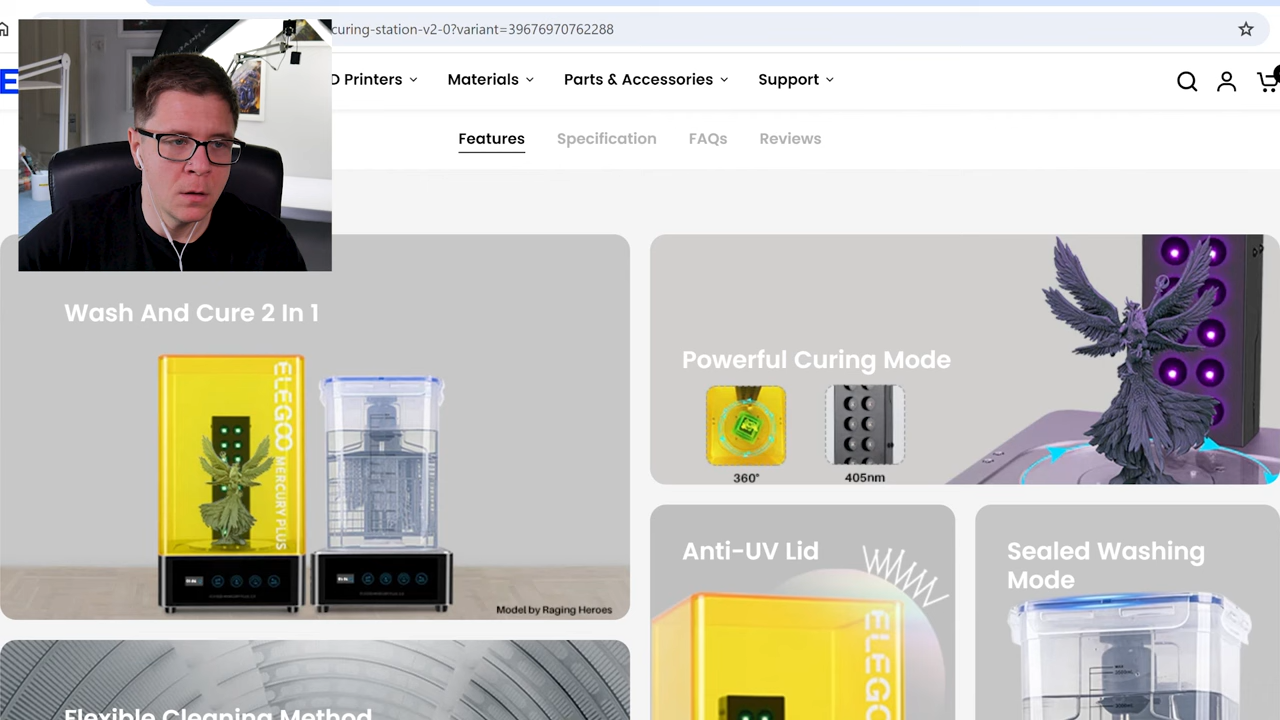 curing-station-v2-0?variant=39676970762288
E
D Printers
Materials
Parts & Accessories
Support
Features
Specification
FAQs
Reviews
Wash And Cure 2 In 1
ELEGOO MERCURY PLUS
Model by Raging Heroes
Powerful Curing Mode
360°
405nm
Anti-UV Lid
ELEGO
Sealed Washing
Mode
Flexible Cleaning Method